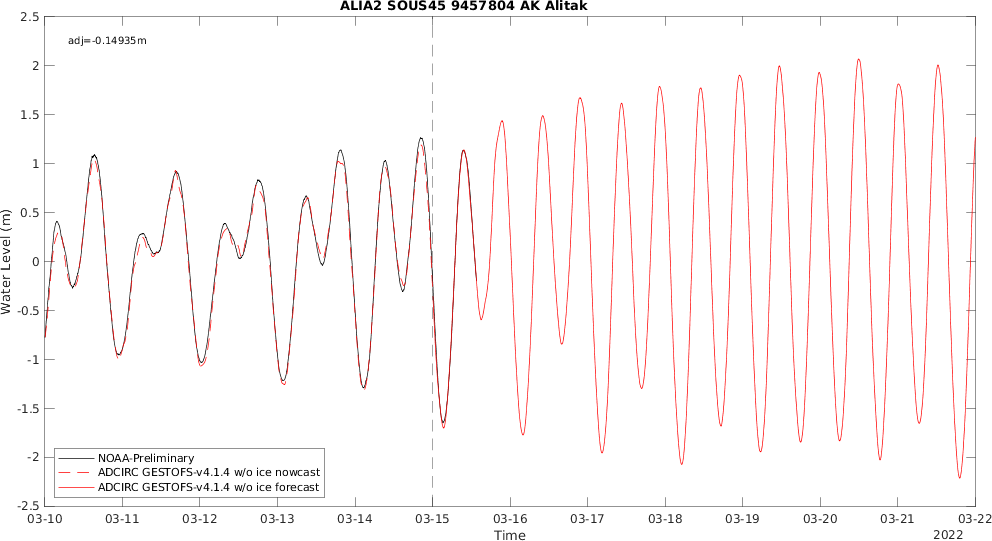 ALIA2 SOUS45 9457804 AK Alitak
adj=-0.14935m
2.5
2
1.5
1
0.5
0
-0.5
-1
-1.5
-2
-2.5
Water Level (m)
NOAA-Preliminary
ADCIRC GESTOFS-v4.1.4 w/o ice nowcast
ADCIRC GESTOFS-v4.1.4 w/o ice forecast
03-10 03-11 03-12 03-13 03-14 03-15 03-16 03-17 03-18 03-19 03-20 03-21 03-22
Time
2022